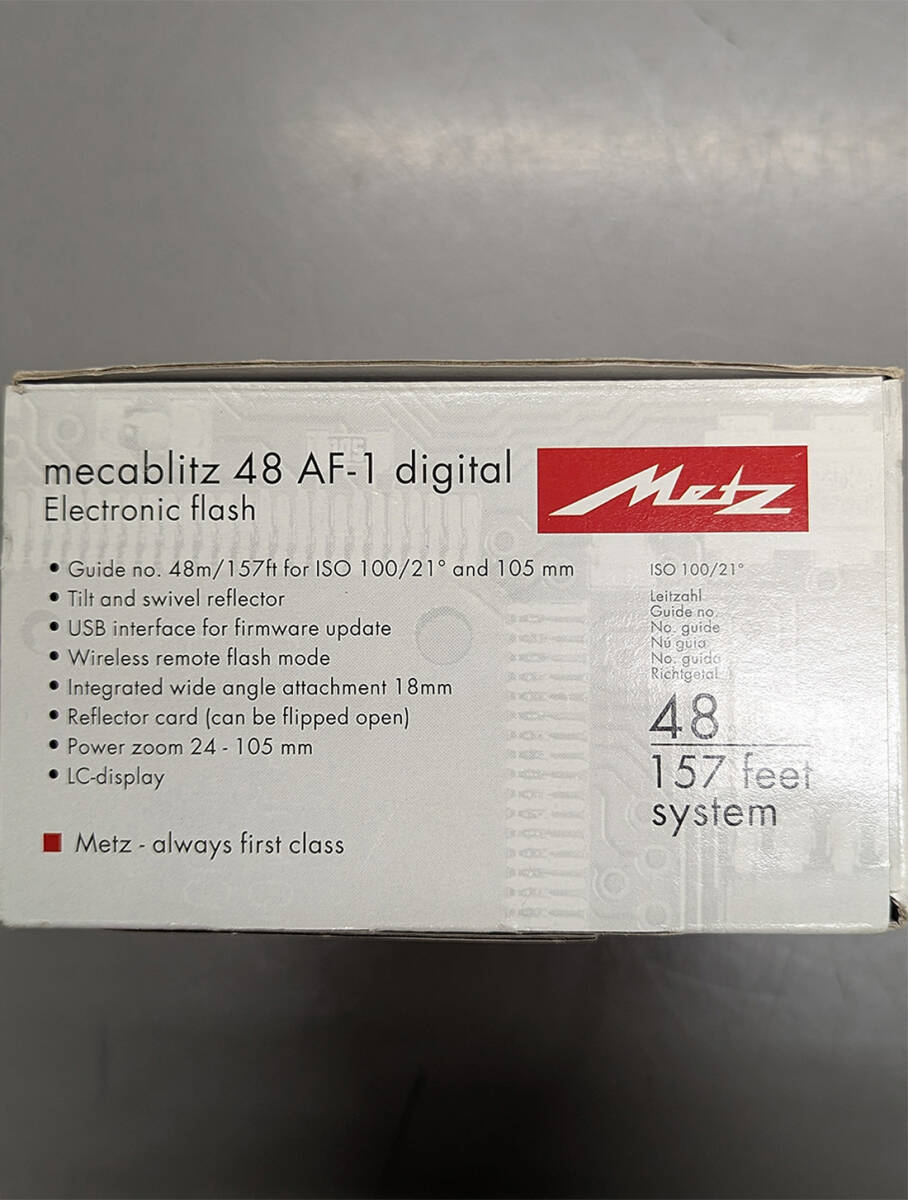 mecablitz 48 AF-1 digital
Electronic flash
Metz
• Guide no. 48m/157ft for ISO 100/21° and 105 mm
• Tilt and swivel reflector
• USB interface for firmware update
• Wireless remote flash mode
• Integrated wide angle attachment 18mm
• Reflector card (can be flipped open)
• Power zoom 24 - 105 mm
• LC-display
Metz - always first class
ISO 100/21°
Leitzahl
Guide no.
No. guide
Nú guia
No. guida
Richtgetal
48
157 feet
system